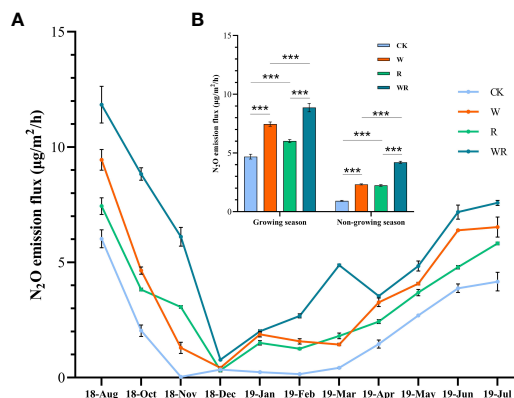 A
B
N₂O emission flux (μg/m²/h)
15
10
5
0
18-Aug 18-Oct 18-Nov 18-Dec 19-Jan 19-Feb 19-Mar 19-Apr 19-May 19-Jun 19-Jul
CK
W
R
WR
N₂O emission flux (μg/m²/h)
15
10
5
0
*** ***
*** ***
*** *** *** ***
CK
W
R
WR
Growing season Non-growing season